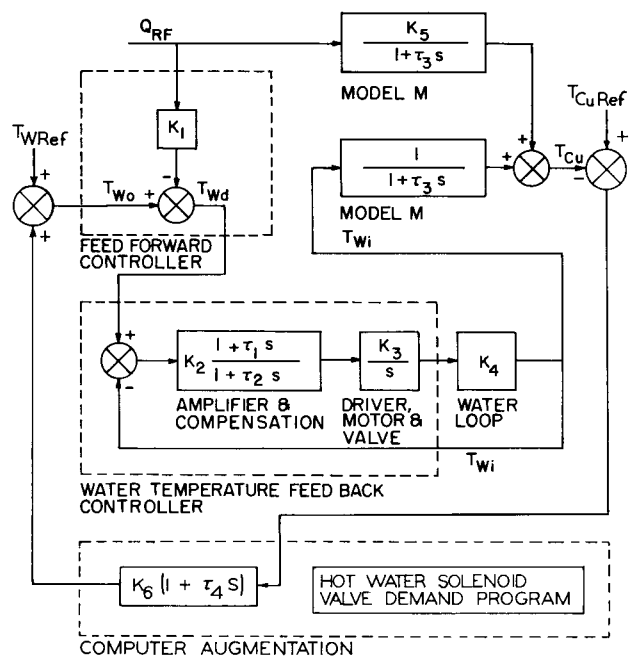 Q_RF
K_5
1+τ_3 s
MODEL M
T_Cu Ref
K_1
T_WRef
1
1+τ_3 s
MODEL M
T_Cu
+
+
+
−
+
+
−
+
T_Wo
T_Wd
FEED FORWARD
CONTROLLER
T_Wi
+
−
K_2
1+τ_1 s
1+τ_2 s
K_3
s
K_4
AMPLIFIER &
COMPENSATION
DRIVER,
MOTOR &
VALVE
WATER
LOOP
T_Wi
WATER TEMPERATURE FEED BACK
CONTROLLER
K_6 (1 + τ_4 S)
HOT WATER SOLENOID
VALVE DEMAND PROGRAM
COMPUTER AUGMENTATION